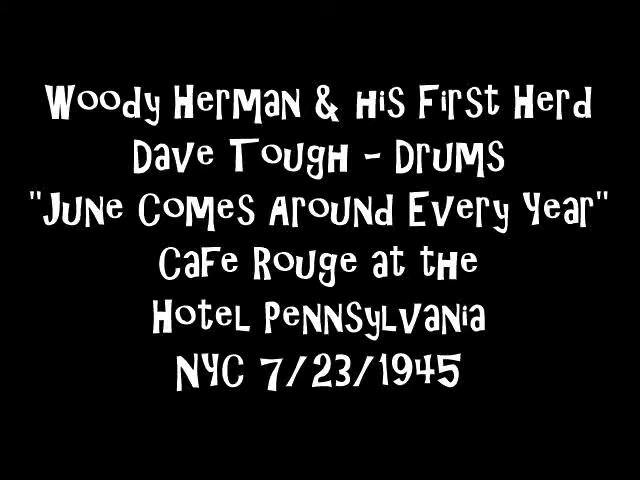 Woody Herman & His First Herd
Dave Tough - Drums
"June Comes Around Every Year"
Cafe Rouge at the
Hotel Pennsylvania
NYC 7/23/1945